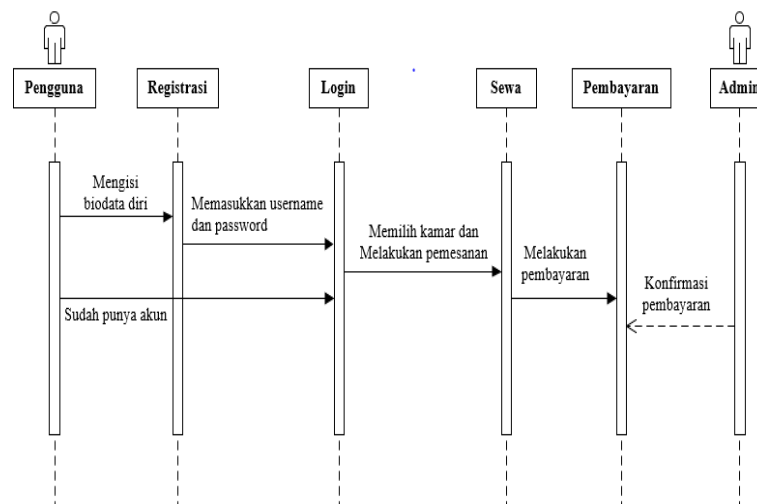 Pengguna
Registrasi
Login
Sewa
Pembayaran
Admin
Mengisi
biodata diri
Memasukkan username
dan password
Memilih kamar dan
Melakukan pemesanan
Melakukan
pembayaran
Konfirmasi
pembayaran
Sudah punya akun